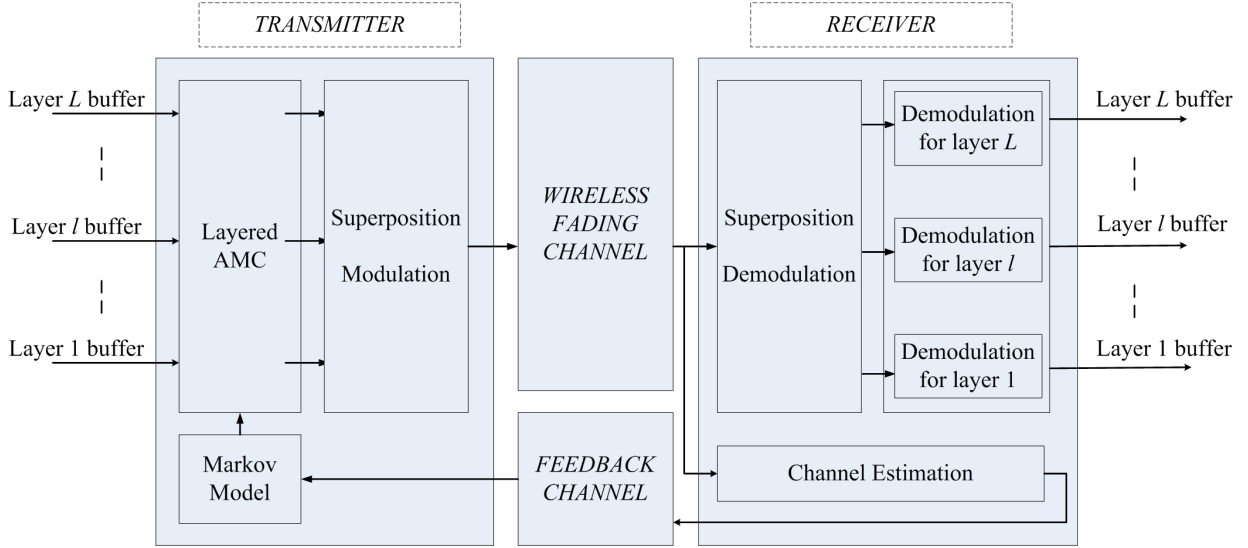 TRANSMITTER
RECEIVER
Layer L buffer
Layer l buffer
Layer 1 buffer
Layered
AMC
Superposition
Modulation
Markov
Model
WIRELESS
FADING
CHANNEL
FEEDBACK
CHANNEL
Superposition
Demodulation
Demodulation
for layer L
Demodulation
for layer l
Demodulation
for layer 1
Channel Estimation
Layer L buffer
Layer l buffer
Layer 1 buffer